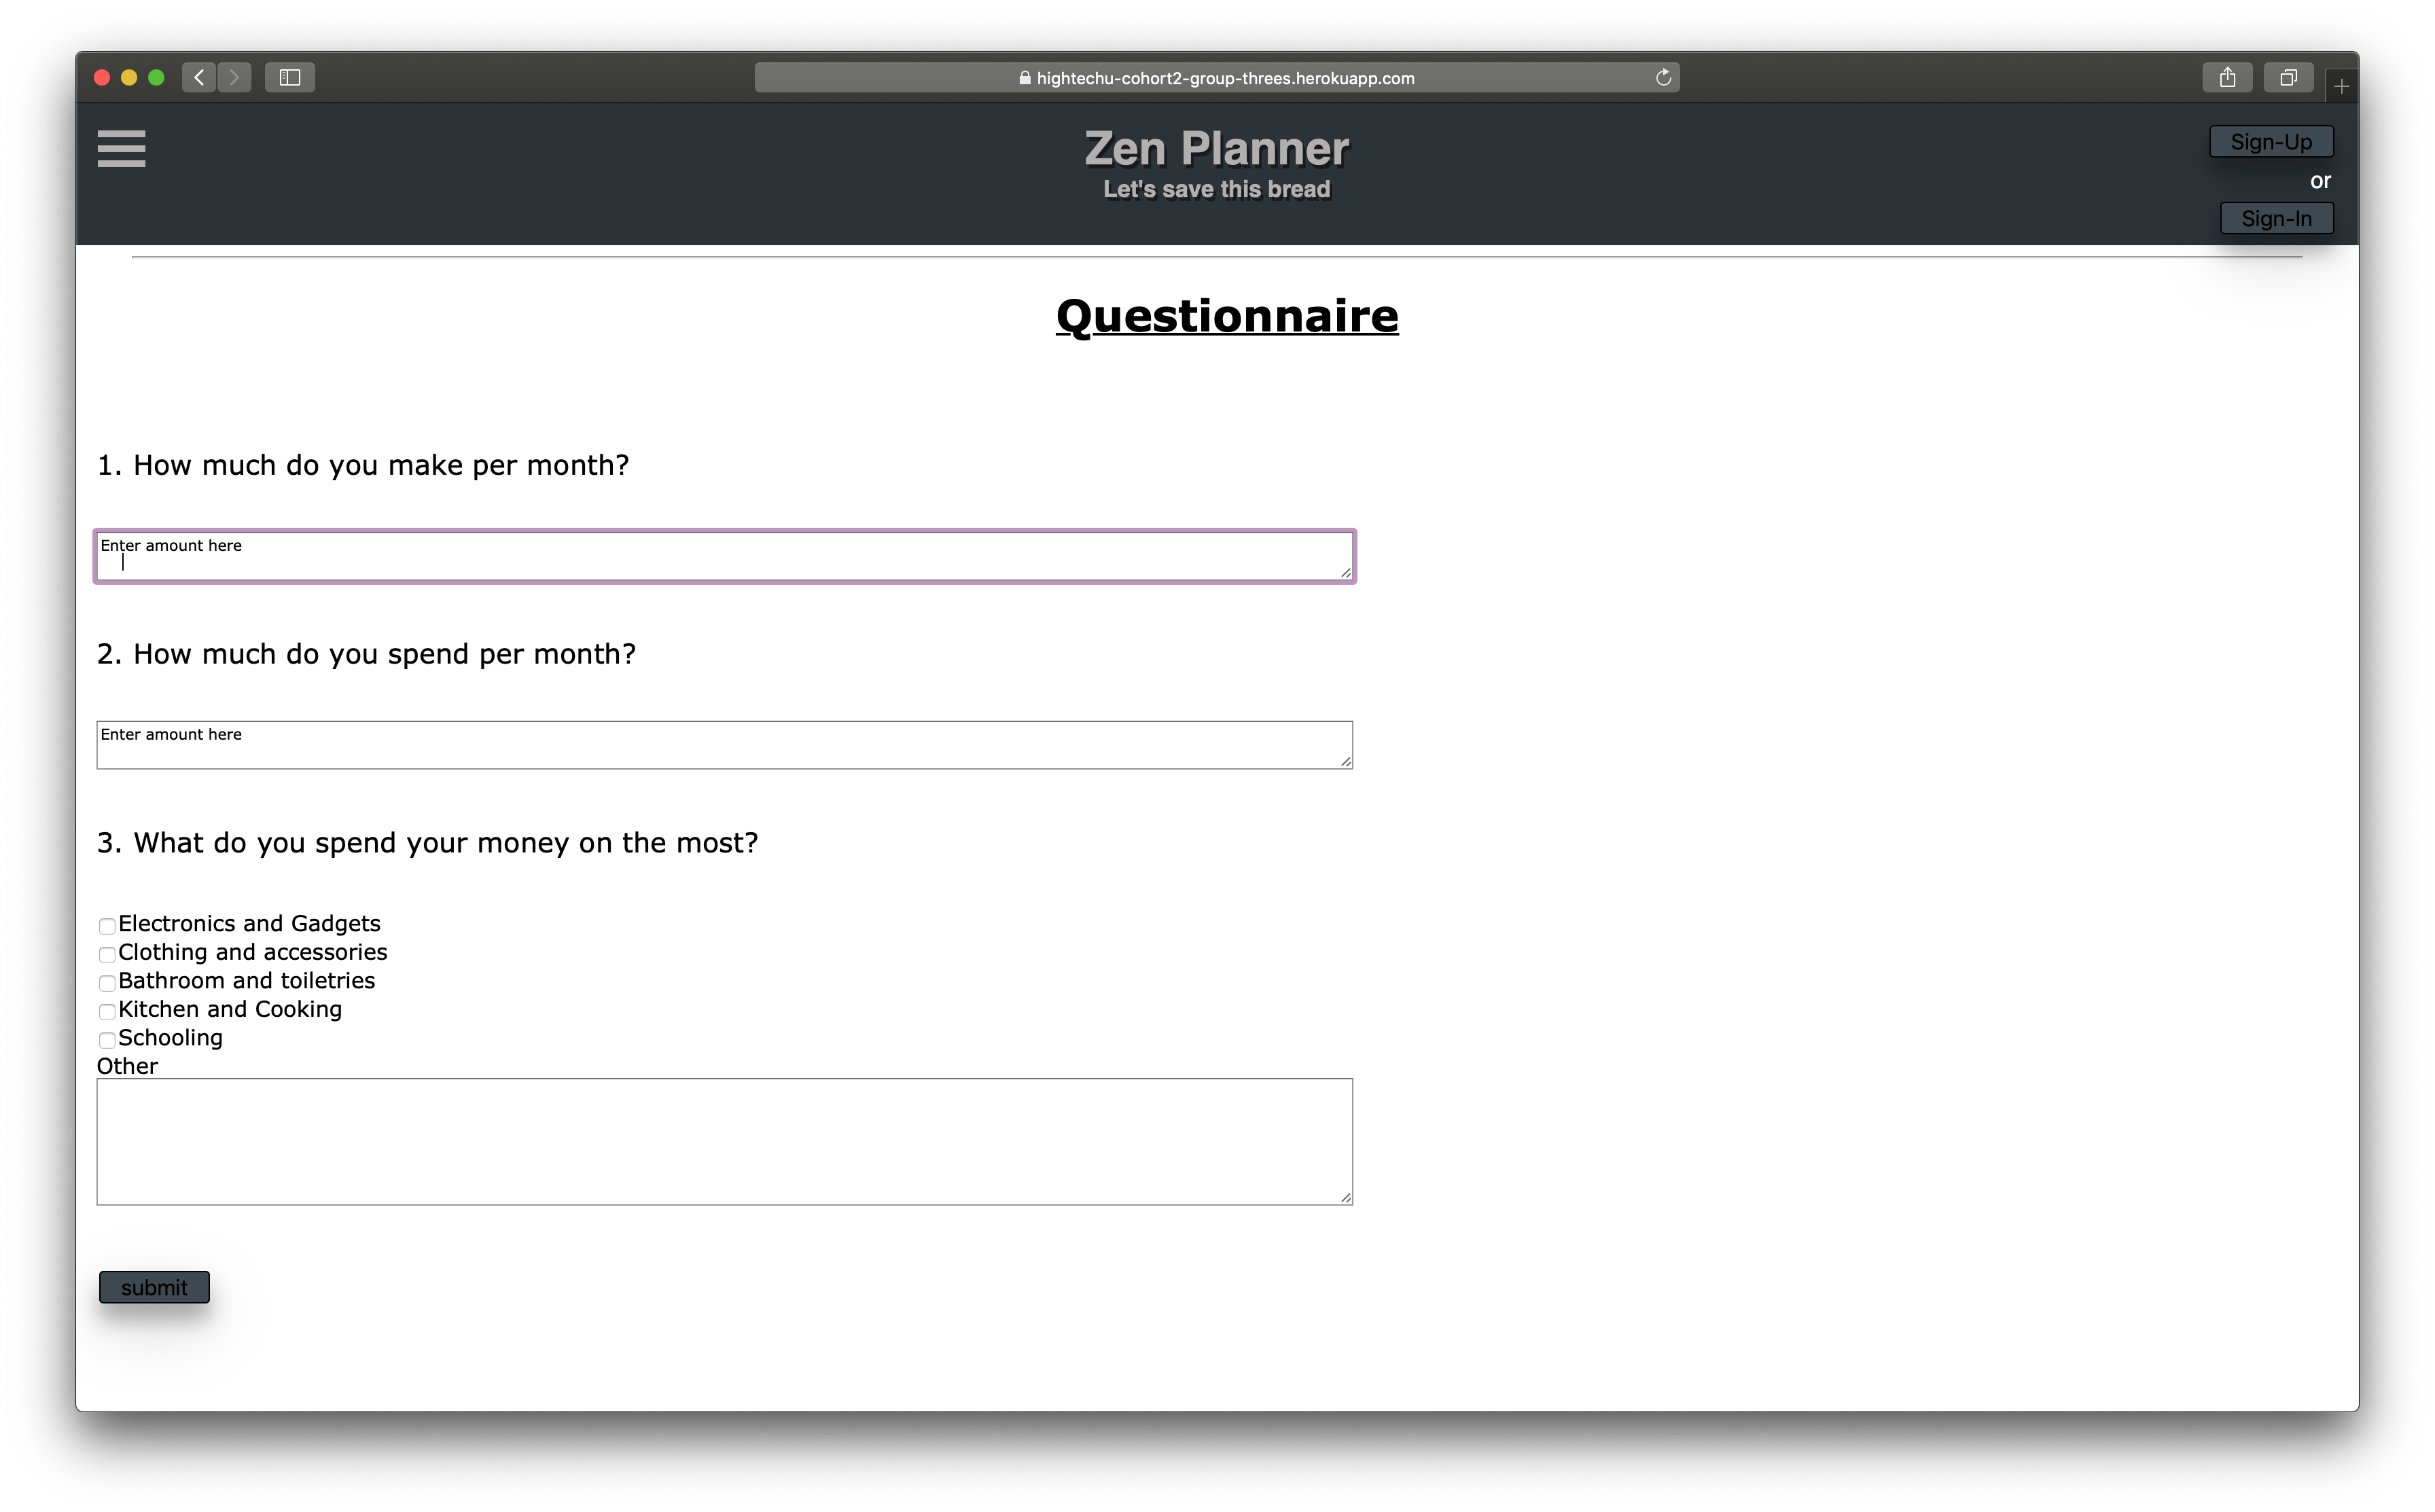 hightechu-cohort2-group-threes.herokuapp.com
Zen Planner
Let's save this bread
Sign-Up
or
Sign-In
Questionnaire
1. How much do you make per month?
Enter amount here
2. How much do you spend per month?
Enter amount here
3. What do you spend your money on the most?
Electronics and Gadgets
Clothing and accessories
Bathroom and toiletries
Kitchen and Cooking
Schooling
Other
submit